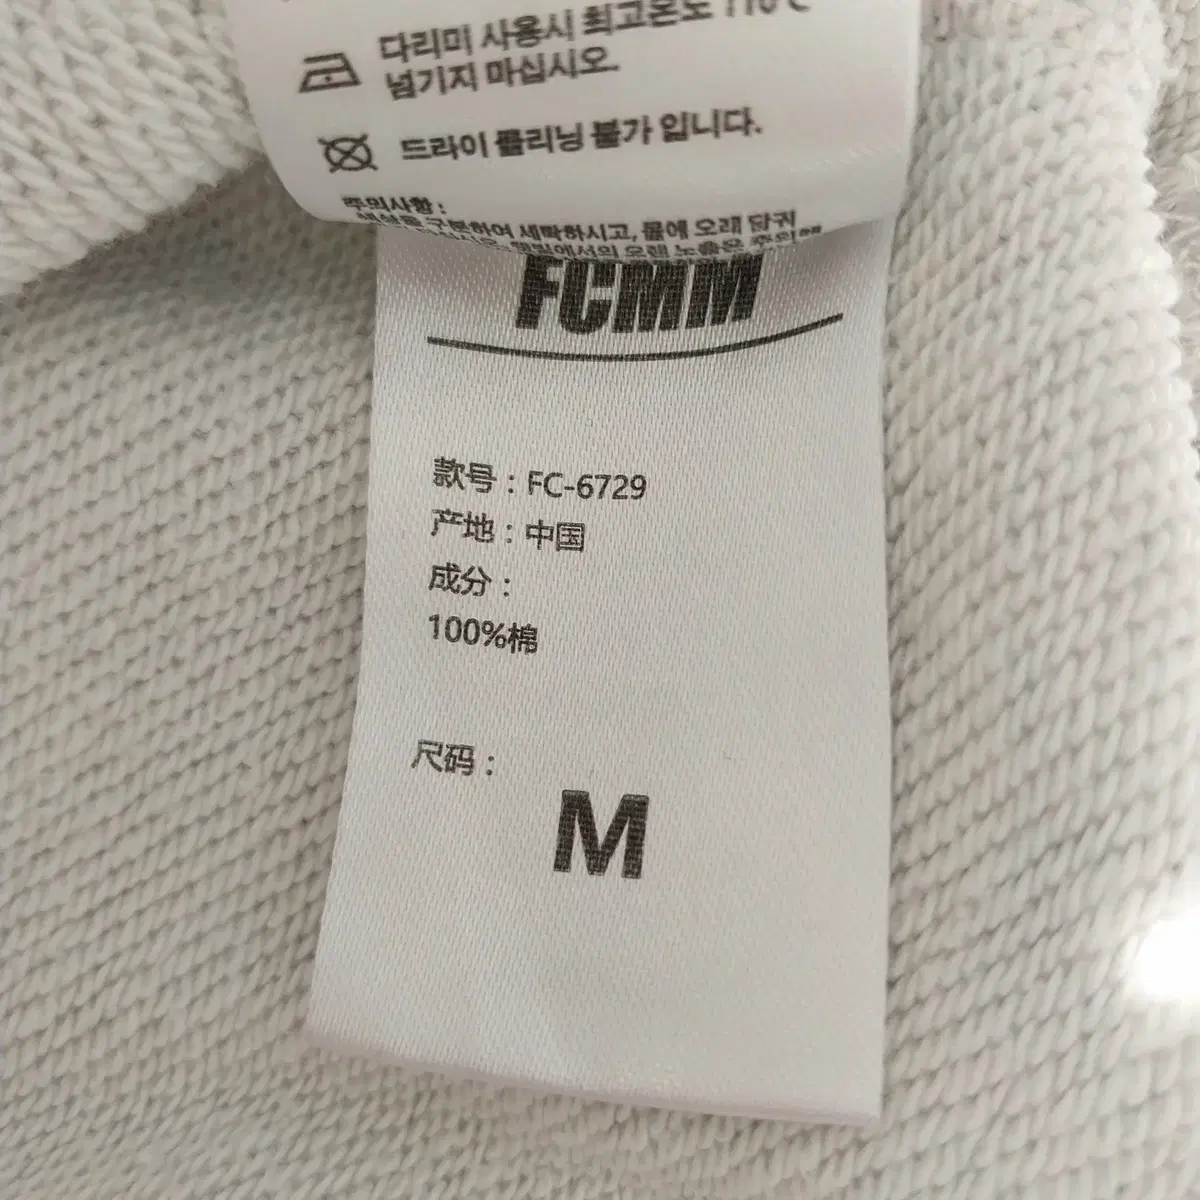 다리미 사용시 최고온도 110℃
넘기지 마십시오.
드라이 클리닝 불가 입니다.
주의사항 :
색상을 구분하여 세탁하시고, 물에 오래 담궈
FCMM
款号：FC-6729
产地：中国
成分：
100%棉
尺码：
M